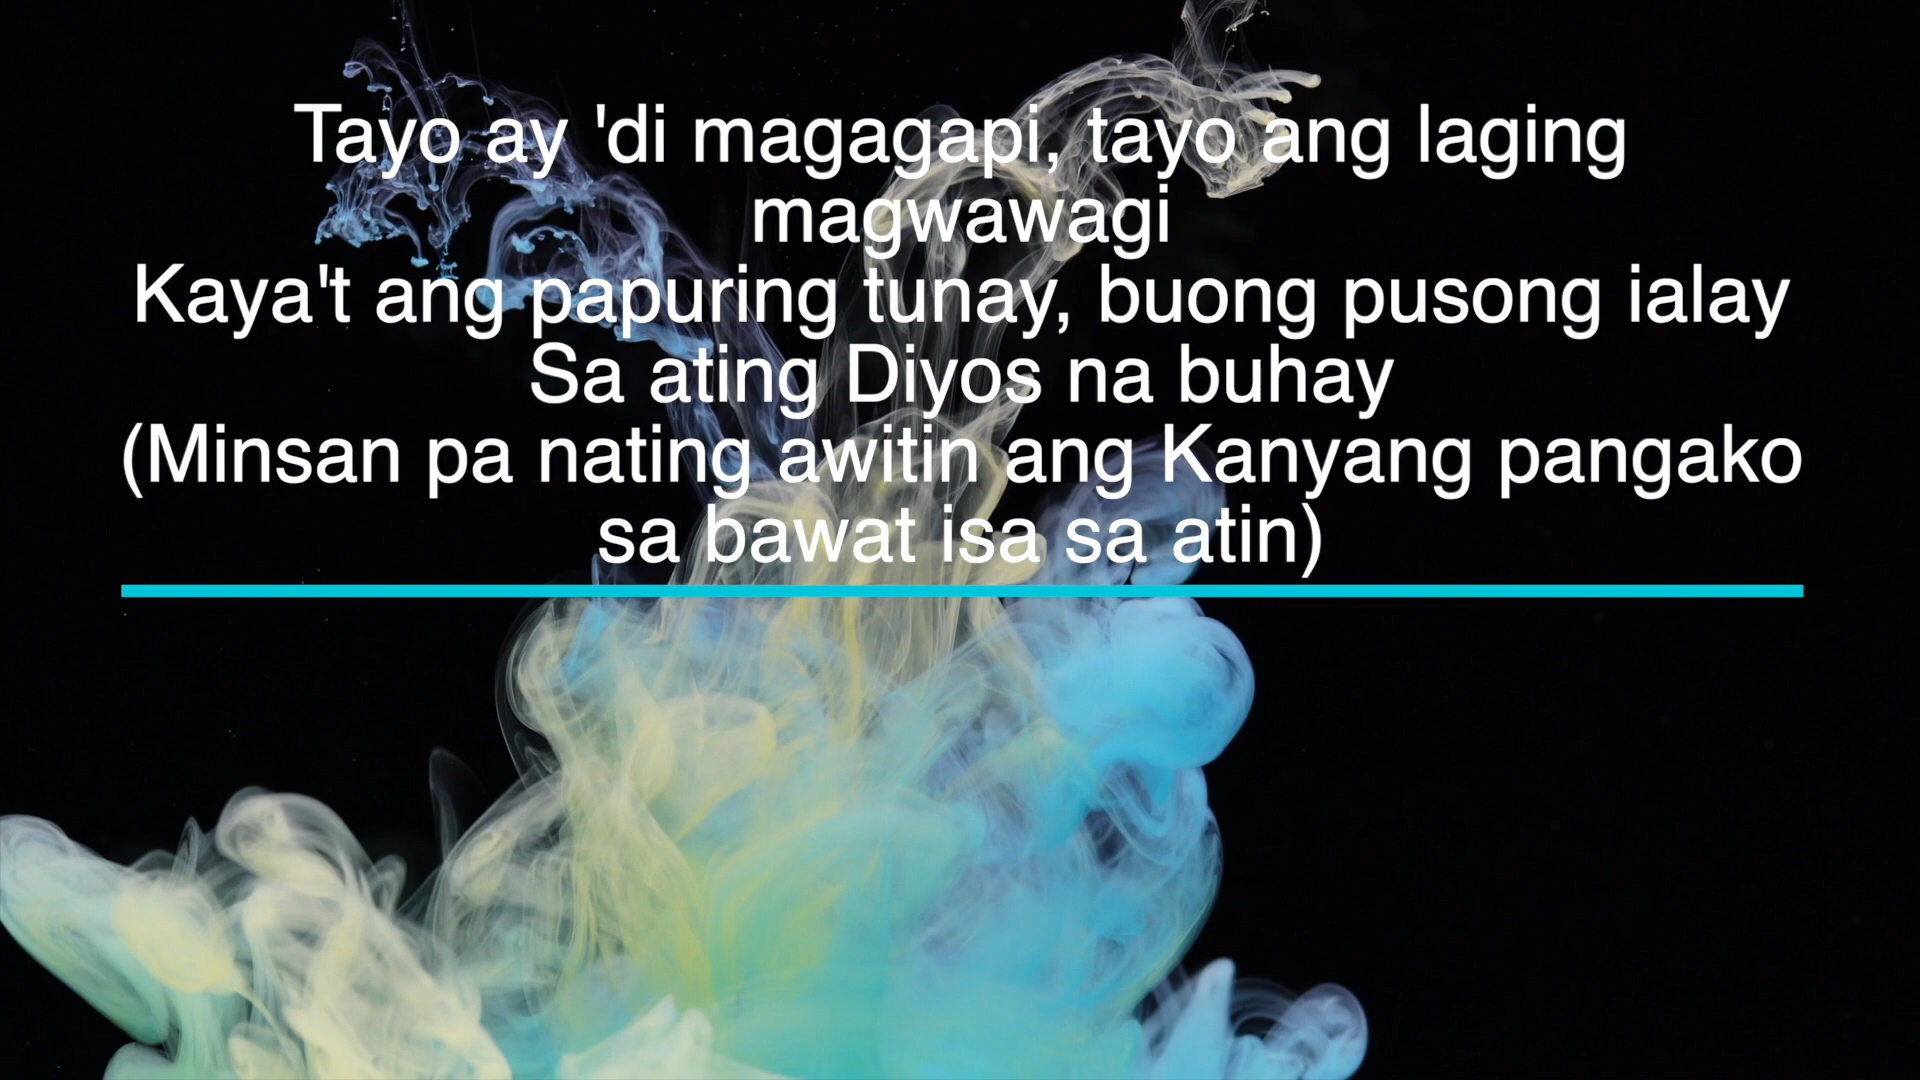 Tayo ay 'di magagapi, tayo ang laging
magwawagi
Kaya't ang papuring tunay, buong pusong ialay
Sa ating Diyos na buhay
(Minsan pa nating awitin ang Kanyang pangako
sa bawat isa sa atin)